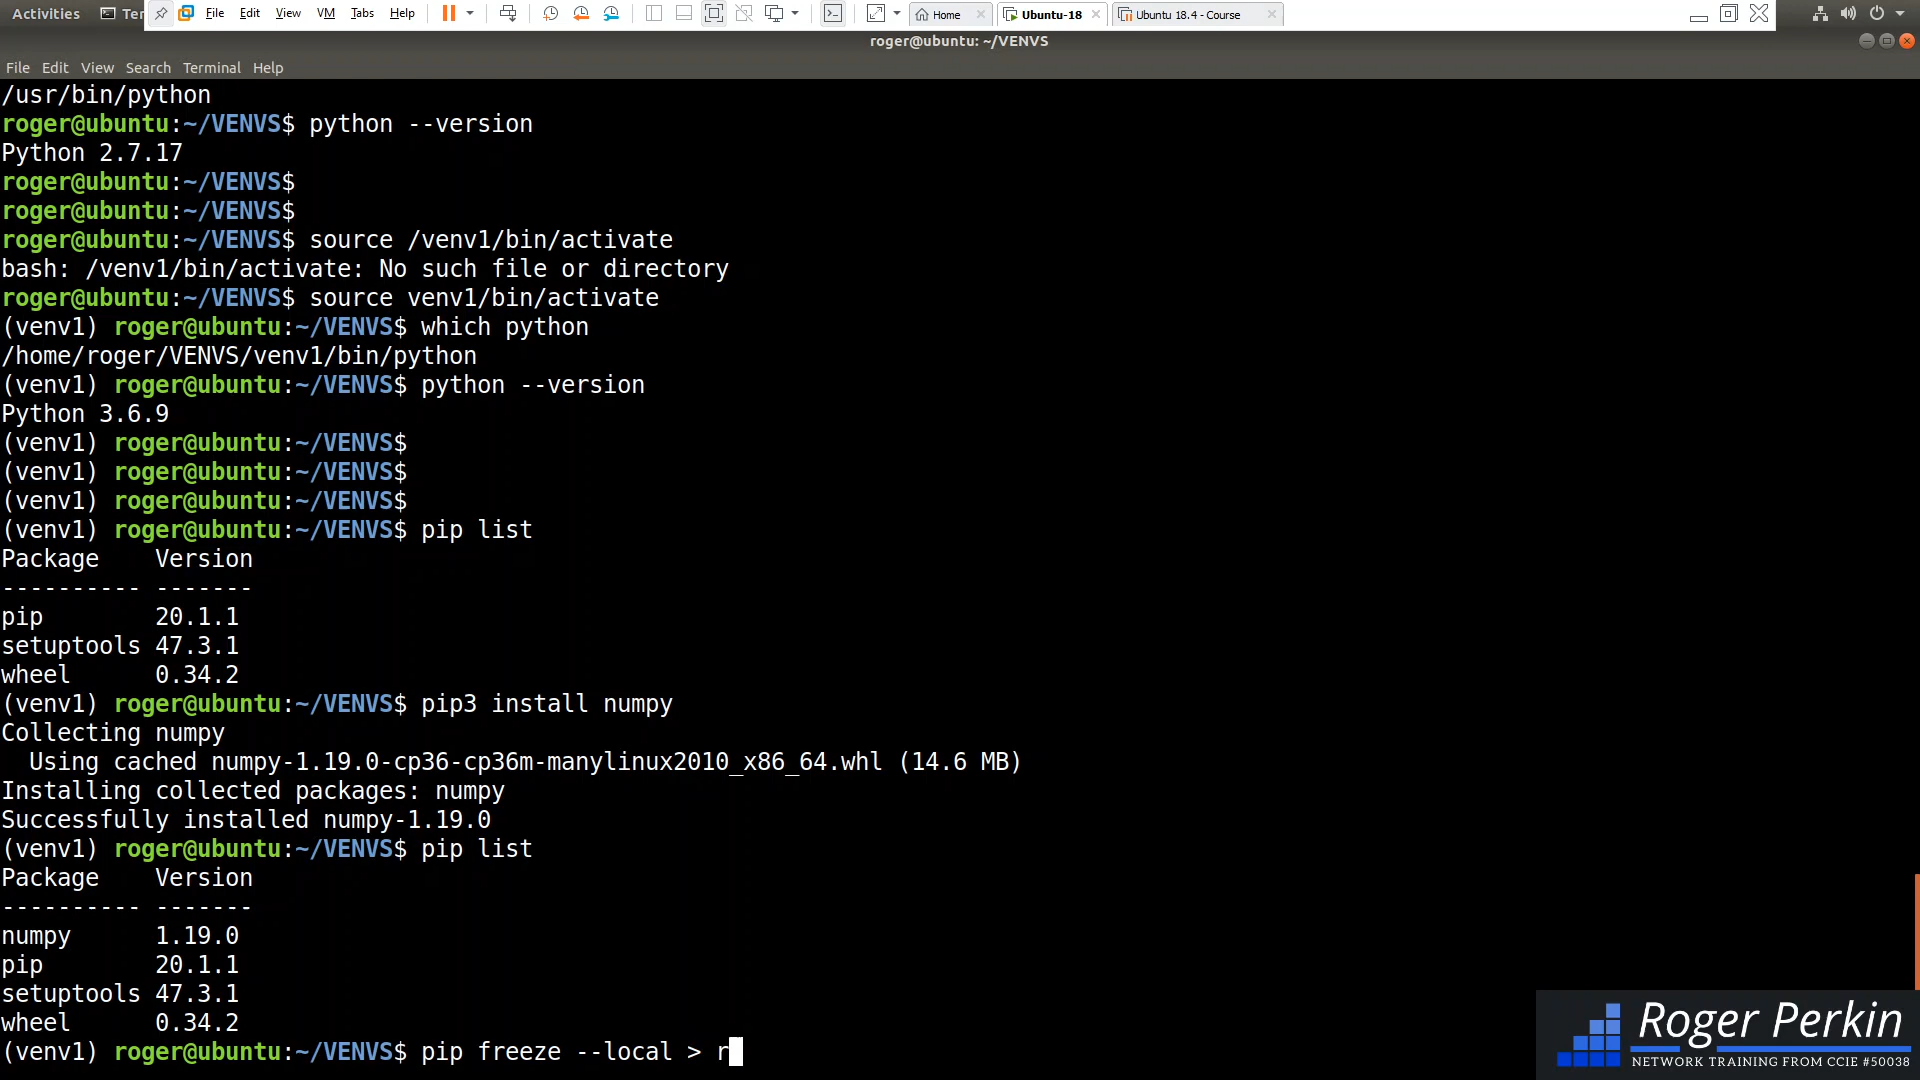 Activities Ter File Edit View VM Tabs Help Home Ubuntu-18 Ubuntu 18.4 - Course
roger@ubuntu: ~/VENVS
File Edit View Search Terminal Help
/usr/bin/python
roger@ubuntu:~/VENVS$ python --version
Python 2.7.17
roger@ubuntu:~/VENVS$
roger@ubuntu:~/VENVS$
roger@ubuntu:~/VENVS$ source /venv1/bin/activate
bash: /venv1/bin/activate: No such file or directory
roger@ubuntu:~/VENVS$ source venv1/bin/activate
(venv1) roger@ubuntu:~/VENVS$ which python
/home/roger/VENVS/venv1/bin/python
(venv1) roger@ubuntu:~/VENVS$ python --version
Python 3.6.9
(venv1) roger@ubuntu:~/VENVS$
(venv1) roger@ubuntu:~/VENVS$
(venv1) roger@ubuntu:~/VENVS$
(venv1) roger@ubuntu:~/VENVS$ pip list
Package    Version
---------- -------
pip        20.1.1
setuptools 47.3.1
wheel      0.34.2
(venv1) roger@ubuntu:~/VENVS$ pip3 install numpy
Collecting numpy
  Using cached numpy-1.19.0-cp36-cp36m-manylinux2010_x86_64.whl (14.6 MB)
Installing collected packages: numpy
Successfully installed numpy-1.19.0
(venv1) roger@ubuntu:~/VENVS$ pip list
Package    Version
---------- -------
numpy      1.19.0
pip        20.1.1
setuptools 47.3.1
wheel      0.34.2
(venv1) roger@ubuntu:~/VENVS$ pip freeze --local > r
Roger Perkin
NETWORK TRAINING FROM CCIE #50038